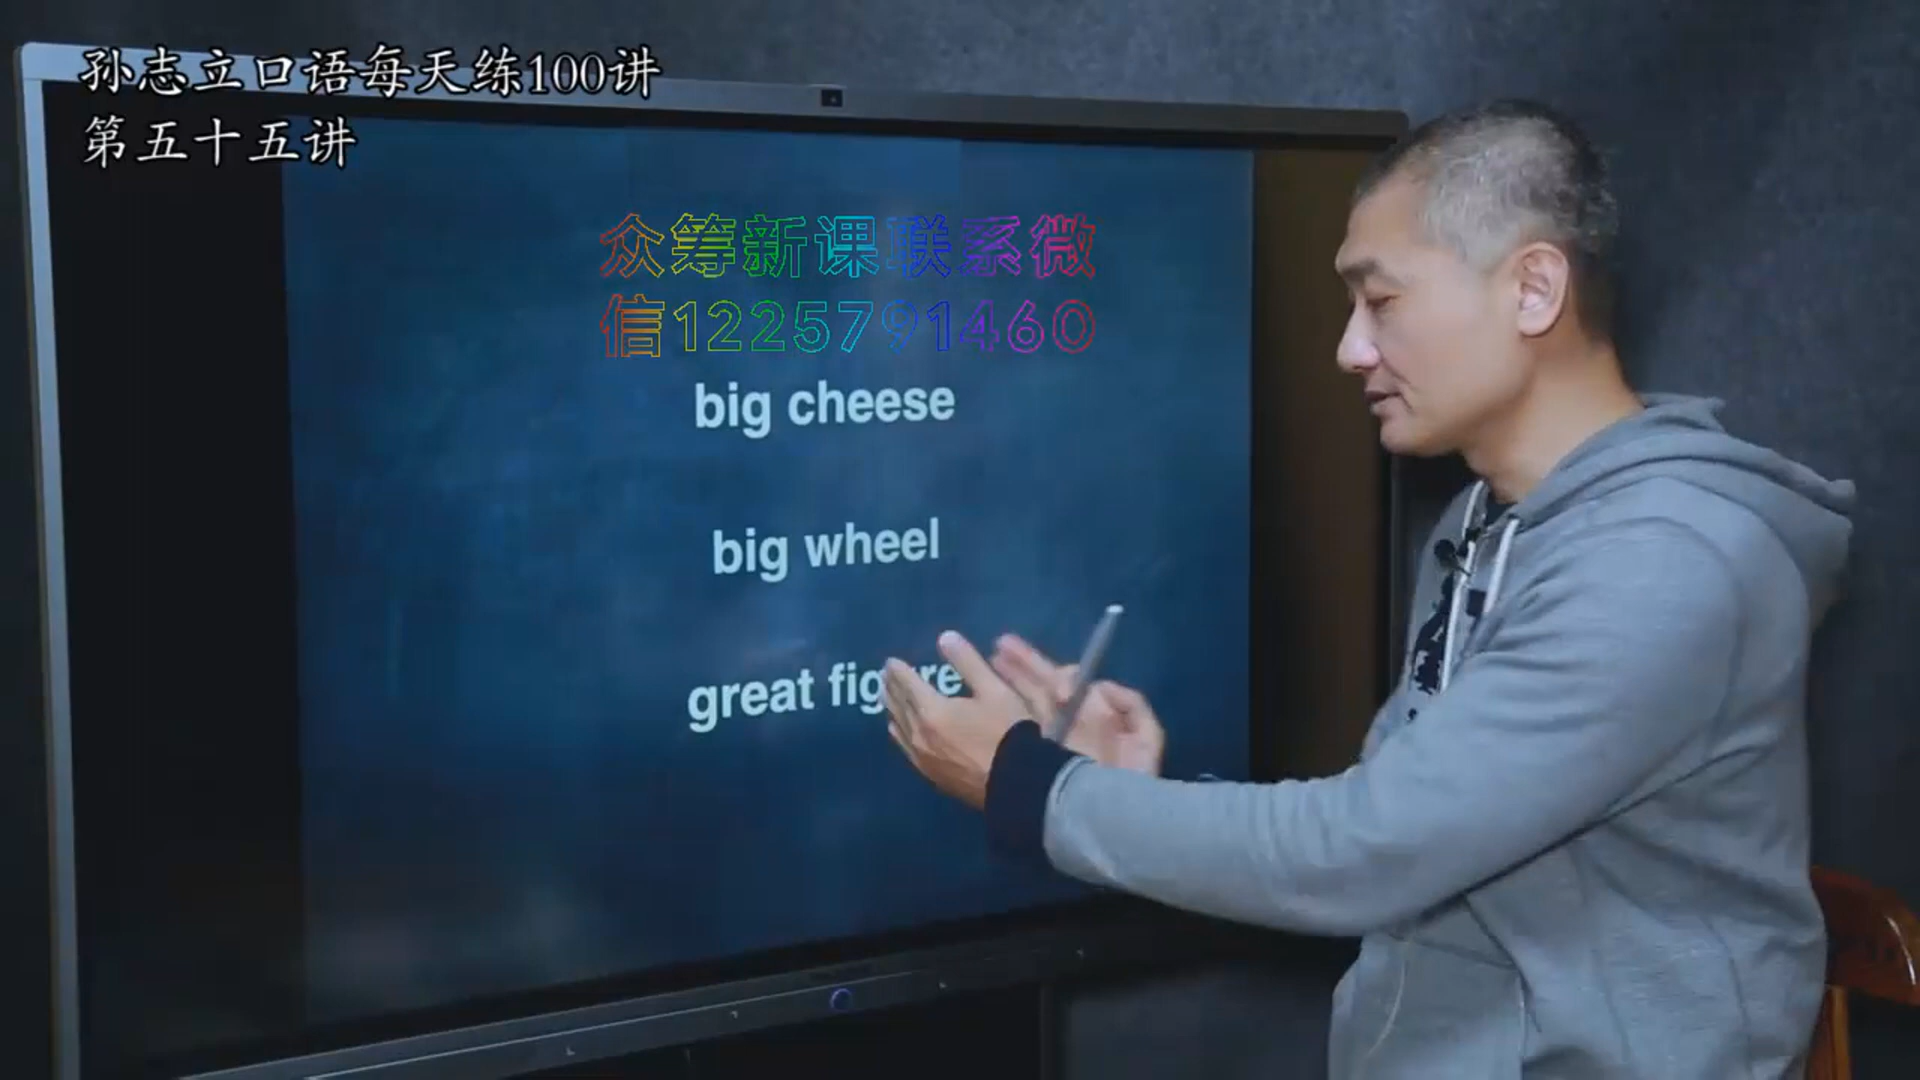 孙志立口语每天练100讲
第五十五讲
众筹新课联系微
信1225791460
big cheese
big wheel
great figure